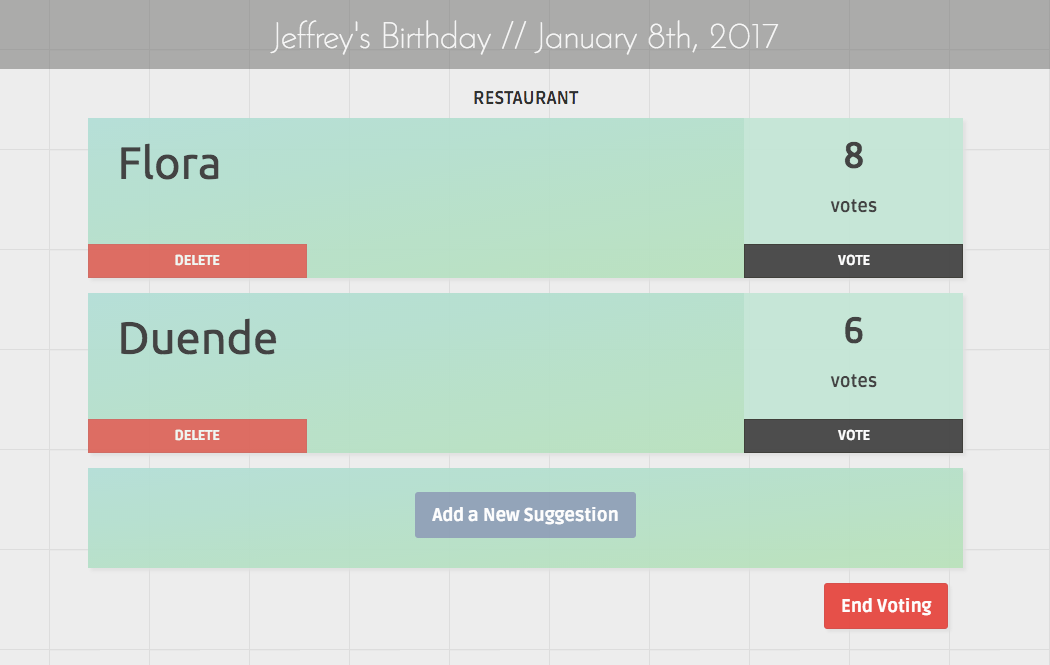 Jeffrey's Birthday // January 8th, 2017
RESTAURANT
Flora
8
votes
DELETE
VOTE
Duende
6
votes
DELETE
VOTE
Add a New Suggestion
End Voting